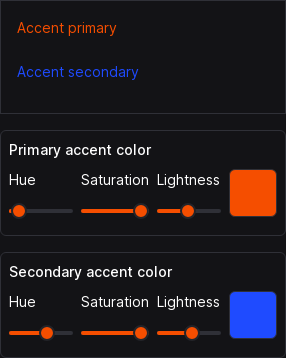 Accent primary
Accent secondary
Primary accent color
Hue Saturation Lightness
Secondary accent color
Hue Saturation Lightness